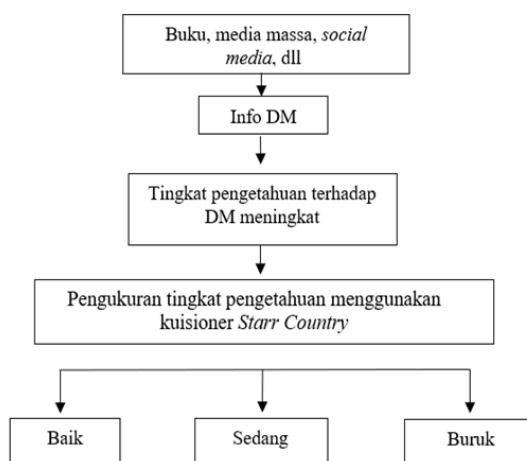 Buku, media massa, social
media, dll
Info DM
Tingkat pengetahuan terhadap
DM meningkat
Pengukuran tingkat pengetahuan menggunakan
kuisioner Starr Country
Baik
Sedang
Buruk